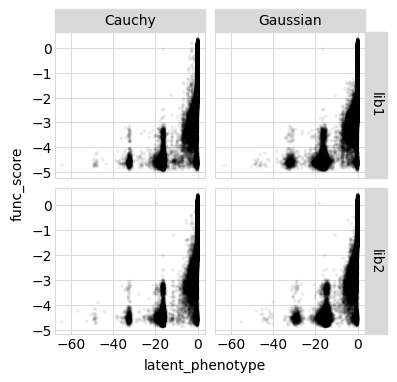 Cauchy Gaussian
0
−1
−2
−3
−4
−5
lib1
func_score
0
−1
−2
−3
−4
−5
lib2
−60 −40 −20 0 −60 −40 −20 0
latent_phenotype